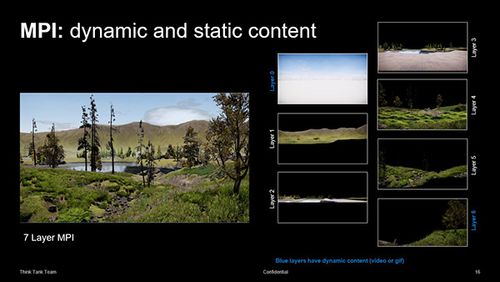 MPI: dynamic and static content
Layer 0
Layer 1
Layer 2
Layer 3
Layer 4
Layer 5
Layer 6
7 Layer MPI
Blue layers have dynamic content (video or gif)
Think Tank Team
Confidential
16